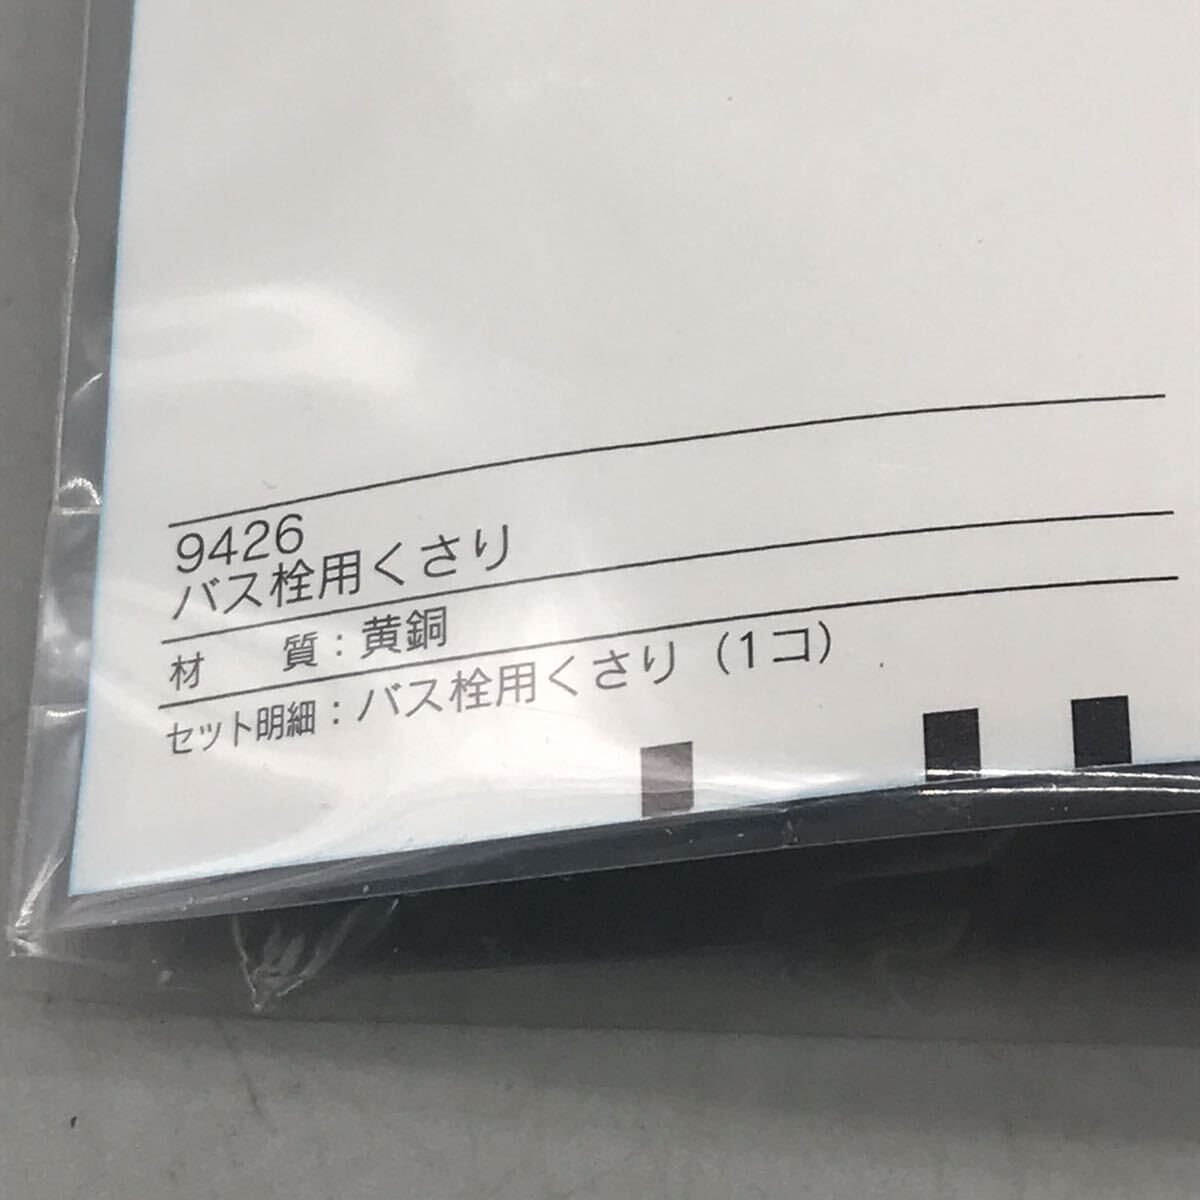 9426
バス栓用くさり
材　　質：黄銅
セット明細：バス栓用くさり（1コ）